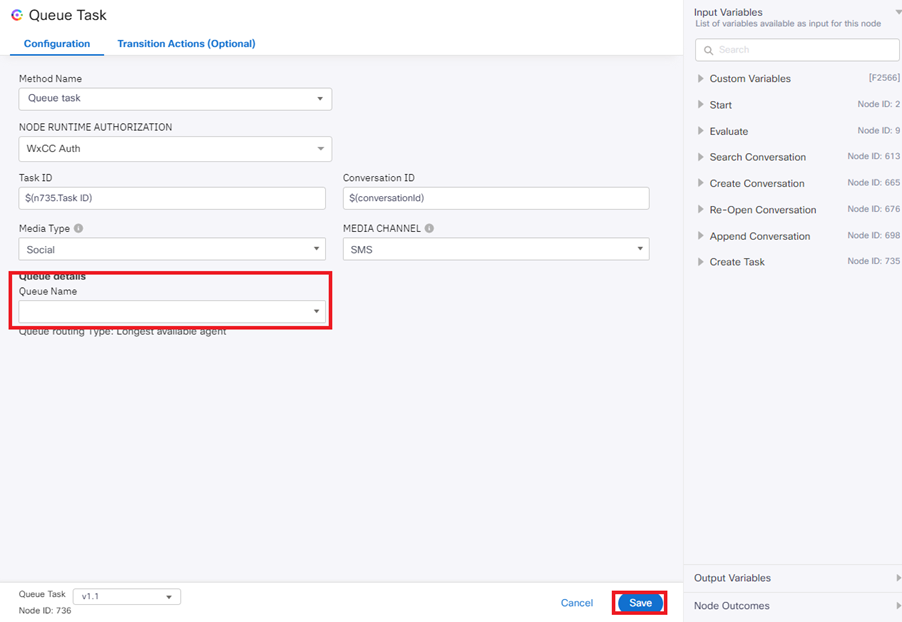 Queue Task
Configuration
Transition Actions (Optional)
Method Name
Queue task
NODE RUNTIME AUTHORIZATION
WxCC Auth
Task ID
Conversation ID
$(n735.Task ID)
$(conversationId)
Media Type
MEDIA CHANNEL
Social
SMS
Queue details
Queue Name
Queue routing Type: Longest available agent
Queue Task
v1.1
Node ID: 736
Cancel
Save
Input Variables
List of variables available as input for this node
Search
Custom Variables [F2566]
Start Node ID: 2
Evaluate Node ID: 9
Search Conversation Node ID: 613
Create Conversation Node ID: 665
Re-Open Conversation Node ID: 676
Append Conversation Node ID: 698
Create Task Node ID: 735
Output Variables
Node Outcomes